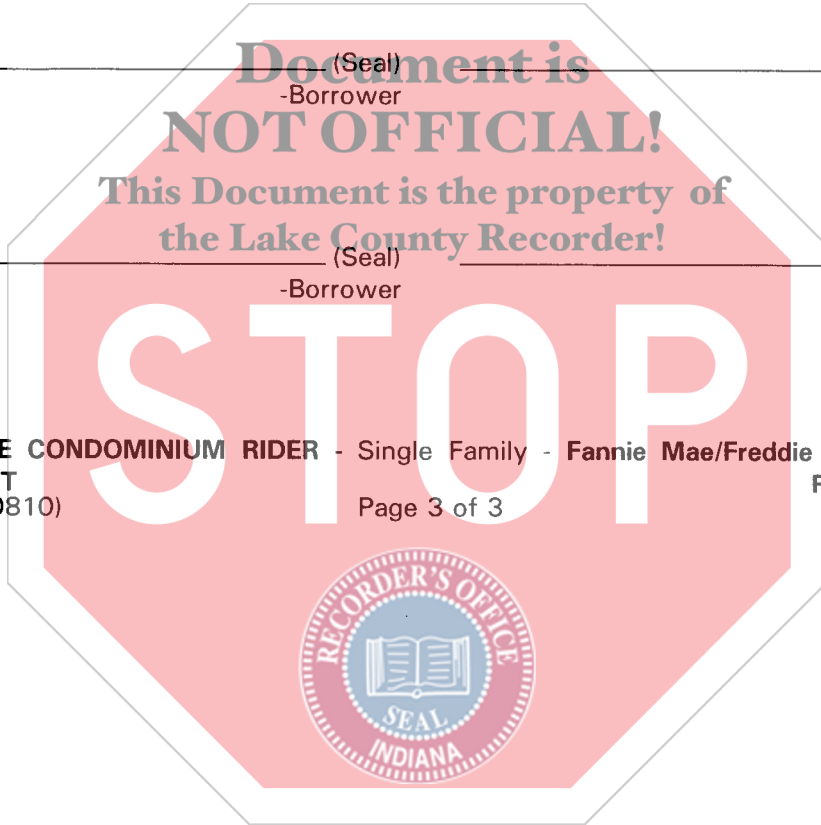 Document is
(Seal)
-Borrower
NOT OFFICIAL!
This Document is the property of
the Lake County Recorder!
(Seal)
-Borrower
STOP
E CONDOMINIUM RIDER - Single Family - Fannie Mae/Freddie
T F
0810) Page 3 of 3
RECORDER'S OFFICE
SEAL
INDIANA